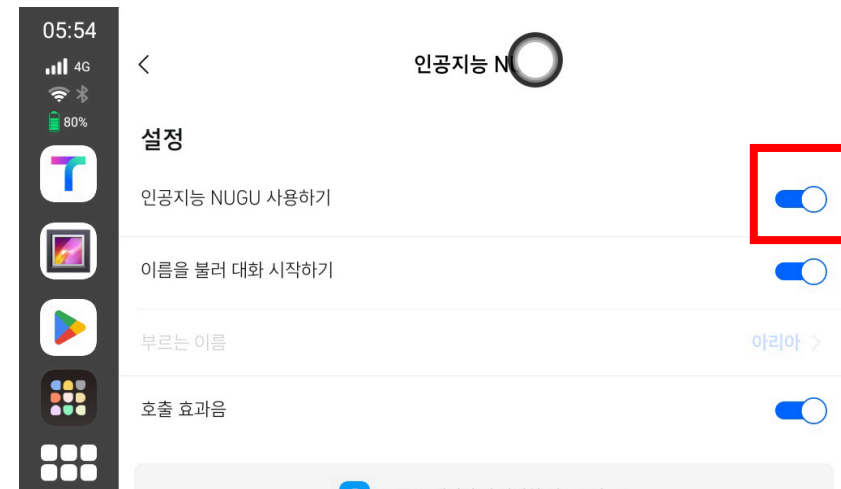 05:54
4G
80%
인공지능 N
설정
인공지능 NUGU 사용하기
이름을 불러 대화 시작하기
부르는 이름
아리아
호출 효과음